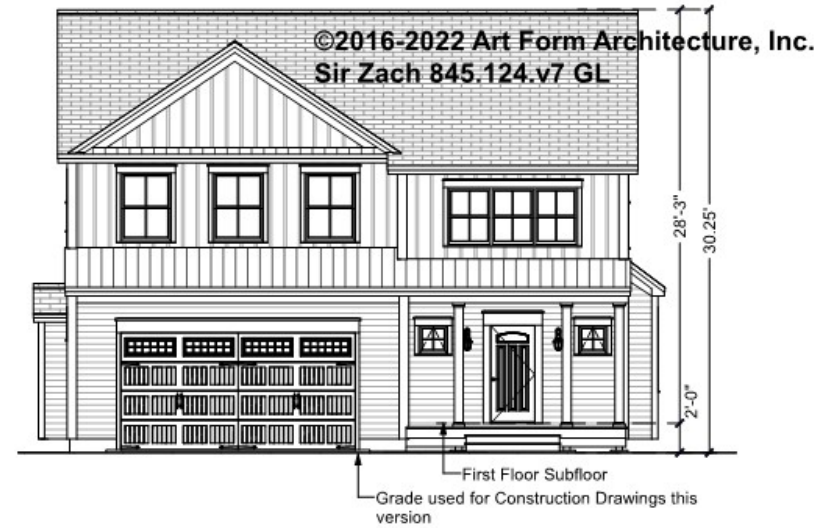 ©2016-2022 Art Form Architecture, Inc.
Sir Zach 845.124.v7 GL
28'-3"
30.25'
2'-0"
First Floor Subfloor
Grade used for Construction Drawings this
version